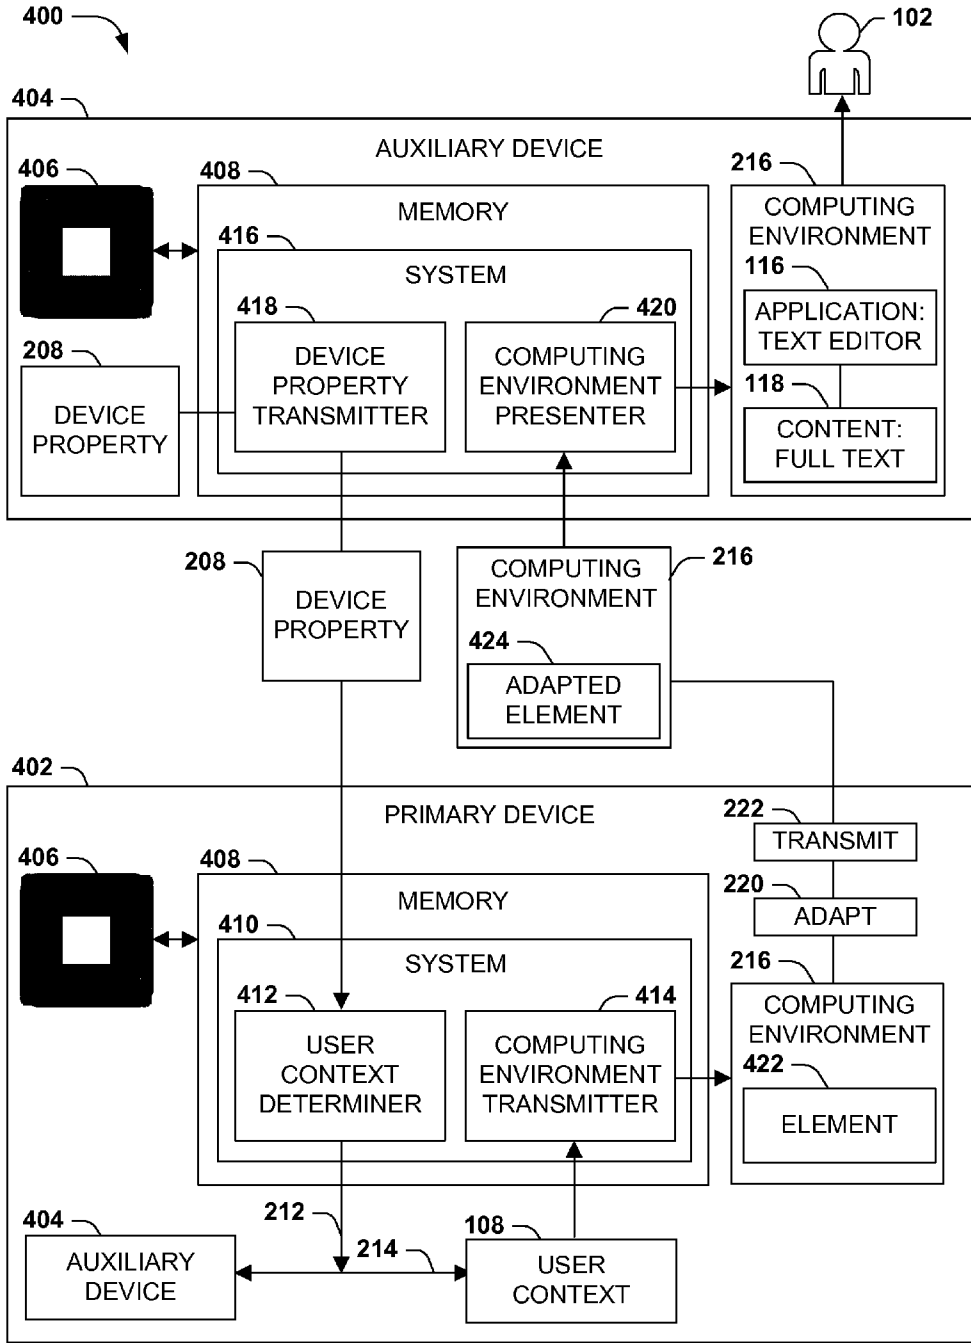 400
102
404
AUXILIARY DEVICE
406
408
216
MEMORY
COMPUTING
ENVIRONMENT
416
SYSTEM
116
418
420
APPLICATION:
TEXT EDITOR
208
DEVICE
PROPERTY
TRANSMITTER
COMPUTING
ENVIRONMENT
PRESENTER
118
DEVICE
PROPERTY
CONTENT:
FULL TEXT
208
216
COMPUTING
ENVIRONMENT
DEVICE
PROPERTY
424
ADAPTED
ELEMENT
402
PRIMARY DEVICE
222
TRANSMIT
406
408
220
MEMORY
ADAPT
410
SYSTEM
216
412
414
COMPUTING
ENVIRONMENT
USER
CONTEXT
DETERMINER
COMPUTING
ENVIRONMENT
TRANSMITTER
422
ELEMENT
212
404
214
108
AUXILIARY
DEVICE
USER
CONTEXT